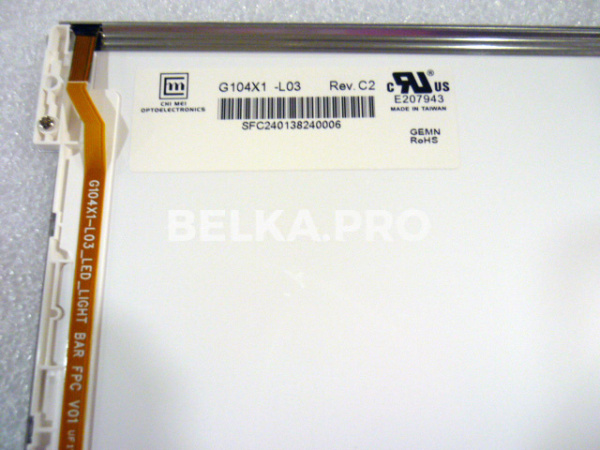 CHI MEI
OPTOELECTRONICS
G104X1 -L03 Rev. C2
SFC240138240006
c RU US
E207943
MADE IN TAIWAN
GEMN
RoHS
BELKA.PRO
G104X1-L03_LED_LIGHT BAR FPC V01